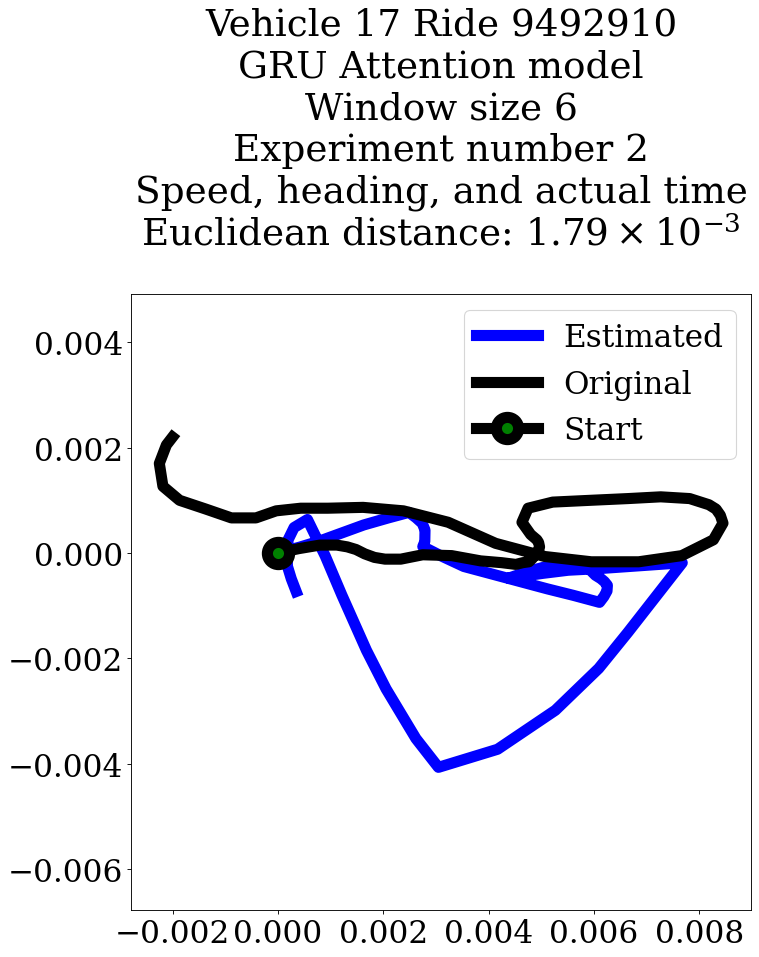 Vehicle 17 Ride 9492910
GRU Attention model
Window size 6
Experiment number 2
Speed, heading, and actual time
Euclidean distance: 1.79 × 10⁻³
Estimated
Original
Start
0.004
0.002
0.000
−0.002
−0.004
−0.006
−0.002 0.000 0.002 0.004 0.006 0.008